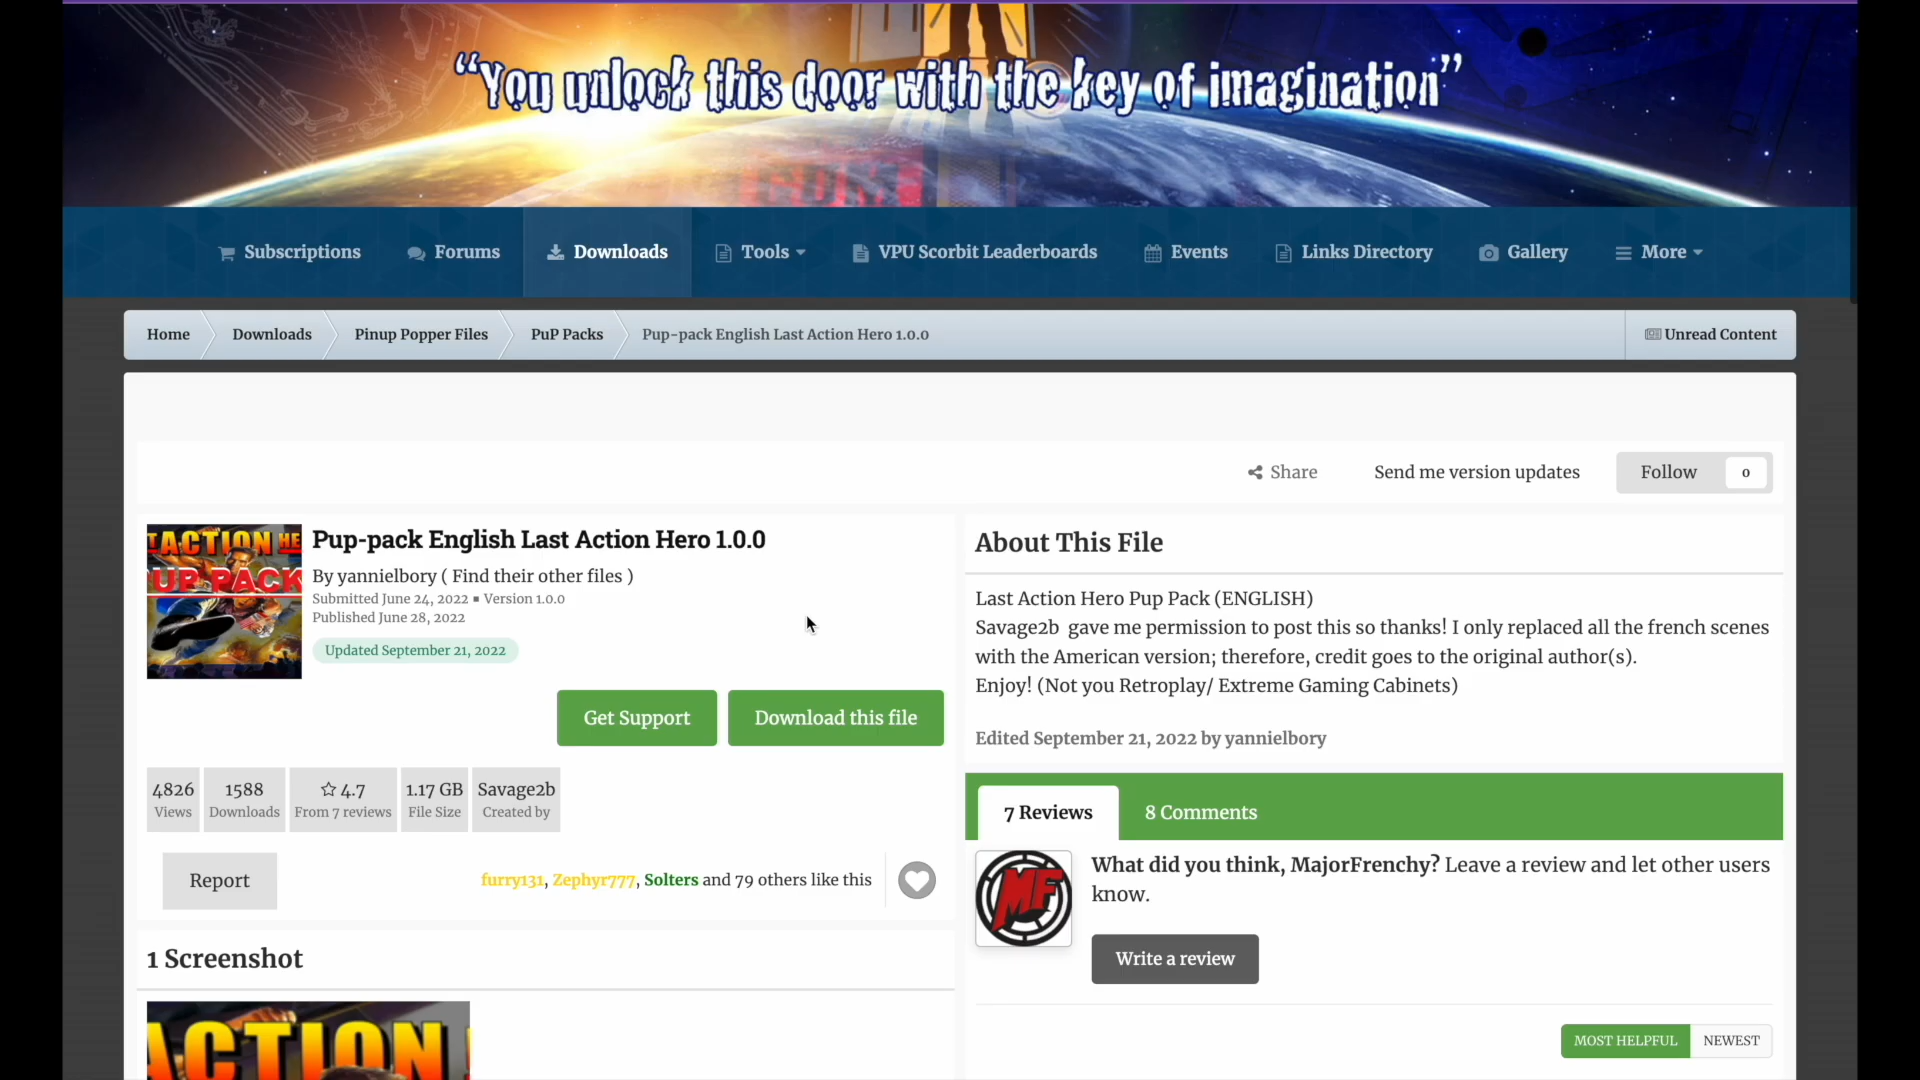 “You unlock this door with the key of imagination”
Subscriptions
Forums
Downloads
Tools
VPU Scorbit Leaderboards
Events
Links Directory
Gallery
More
Home
Downloads
Pinup Popper Files
PuP Packs
Pup-pack English Last Action Hero 1.0.0
Unread Content
Share
Send me version updates
Follow
0
Pup-pack English Last Action Hero 1.0.0
By yannielbory ( Find their other files )
Submitted June 24, 2022 ▪ Version 1.0.0
Published June 28, 2022
Updated September 21, 2022
Get Support
Download this file
4826
Views
1588
Downloads
4.7
From 7 reviews
1.17 GB
File Size
Savage2b
Created by
Report
furry131, Zephyr777, Solters and 79 others like this
1 Screenshot
ACTION
About This File
Last Action Hero Pup Pack (ENGLISH)
Savage2b gave me permission to post this so thanks! I only replaced all the french scenes
with the American version; therefore, credit goes to the original author(s).
Enjoy! (Not you Retroplay/ Extreme Gaming Cabinets)
Edited September 21, 2022 by yannielbory
7 Reviews
8 Comments
MF
What did you think, MajorFrenchy? Leave a review and let other users
know.
Write a review
MOST HELPFUL
NEWEST